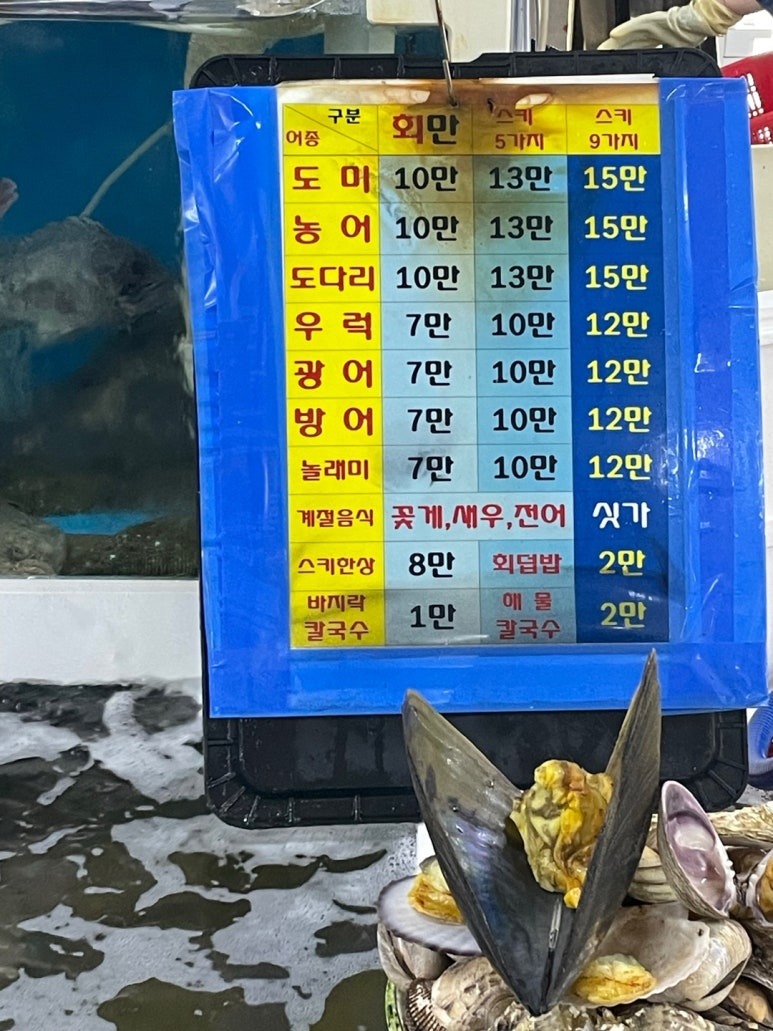 구분 어종 회만 스키 5가지 스키 9가지
도 미 10만 13만 15만
농 어 10만 13만 15만
도다리 10만 13만 15만
우 럭 7만 10만 12만
광 어 7만 10만 12만
방 어 7만 10만 12만
놀래미 7만 10만 12만
계절음식 꽃게,새우,전어 싯가
스키한상 8만 회덥밥 2만
바지락 칼국수 1만 해 물 칼국수 2만